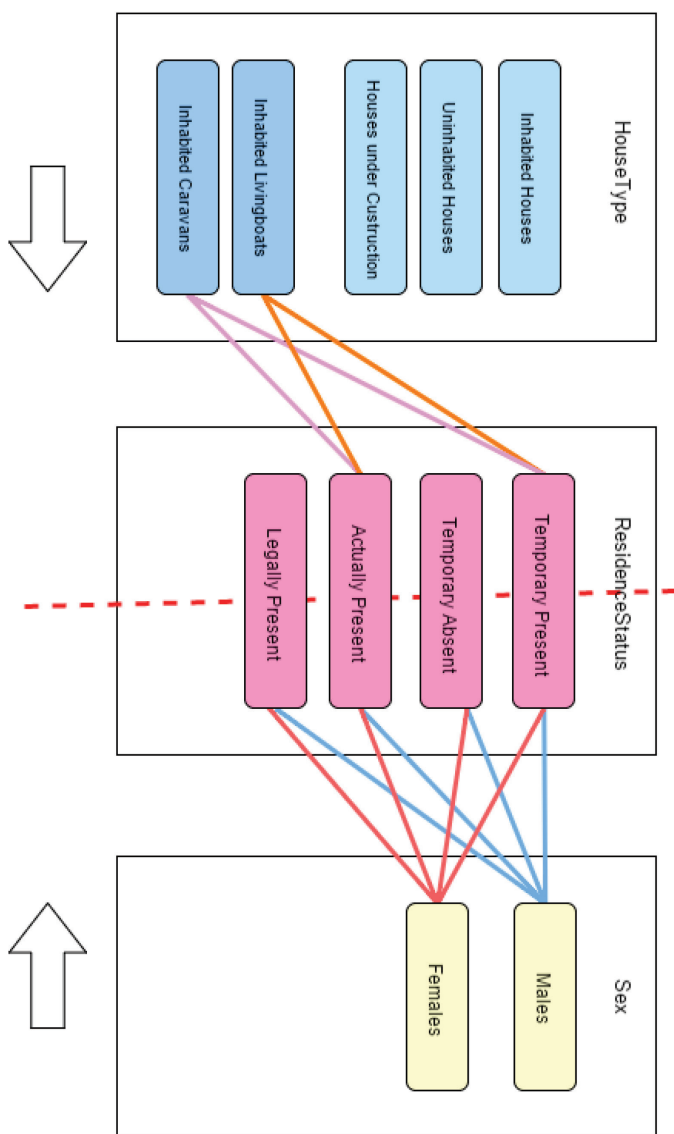 HouseType
Inhabited Houses
Uninhabited Houses
Houses under Custruction
Inhabited Livingboats
Inhabited Caravans
ResidenceStatus
Temporary Present
Temporary Absent
Actually Present
Legally Present
Sex
Males
Females